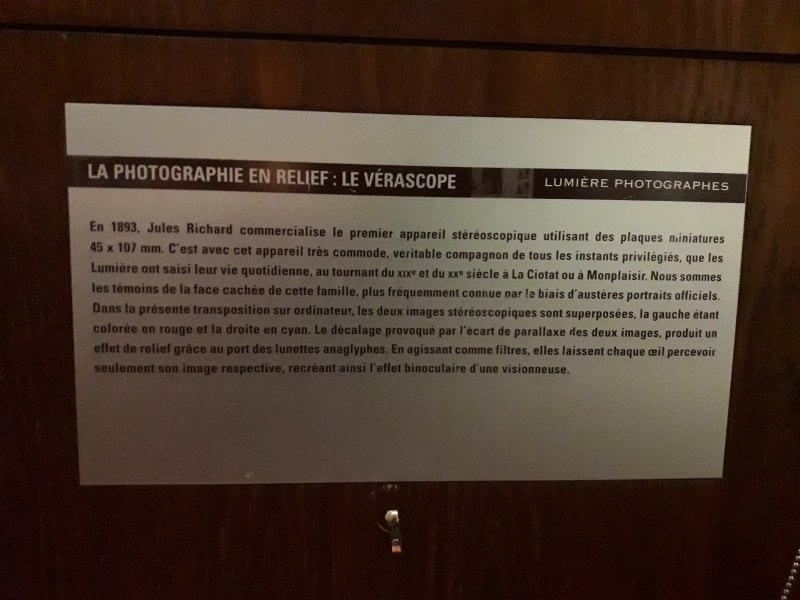 LA PHOTOGRAPHIE EN RELIEF : LE VÉRASCOPE LUMIÈRE PHOTOGRAPHES
En 1893, Jules Richard commercialise le premier appareil stéréoscopique utilisant des plaques miniatures
45 x 107 mm. C'est avec cet appareil très commode, veritable compagnon de tous les instants privilégiés, que les
Lumière ont saisi leur vie quotidienne, au tournant du XIXe et du XXe siècle à La Ciotat ou à Monplaisir. Nous sommes
les témoins de la face cachée de cette famille, plus fréquemment connue par le biais d'austères portraits officiels.
Dans la présente transposition sur ordinateur, les deux images stéréoscopiques sont superposées, la gauche étant
colorée en rouge et la droite en cyan. Le décalage provoqué par l'écart de parallaxe des deux images, produit un
effet de relief grâce au port des lunettes anaglyphes. En agissant comme filtres, elles laissent chaque œil percevoir
seulement son image respective, recréant ainsi l'effet binoculaire d'une visionneuse.